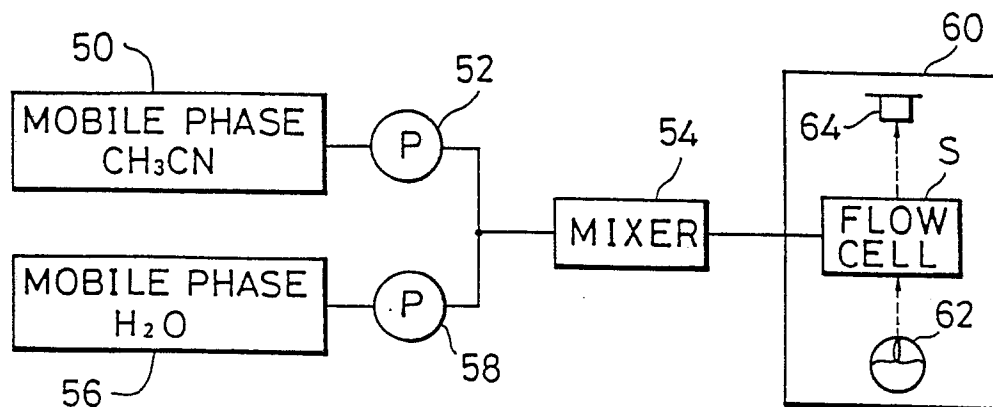 50
MOBILE PHASE
CH₃CN
52
P
MOBILE PHASE
H₂O
56
P
58
54
MIXER
60
64
S
FLOW
CELL
62